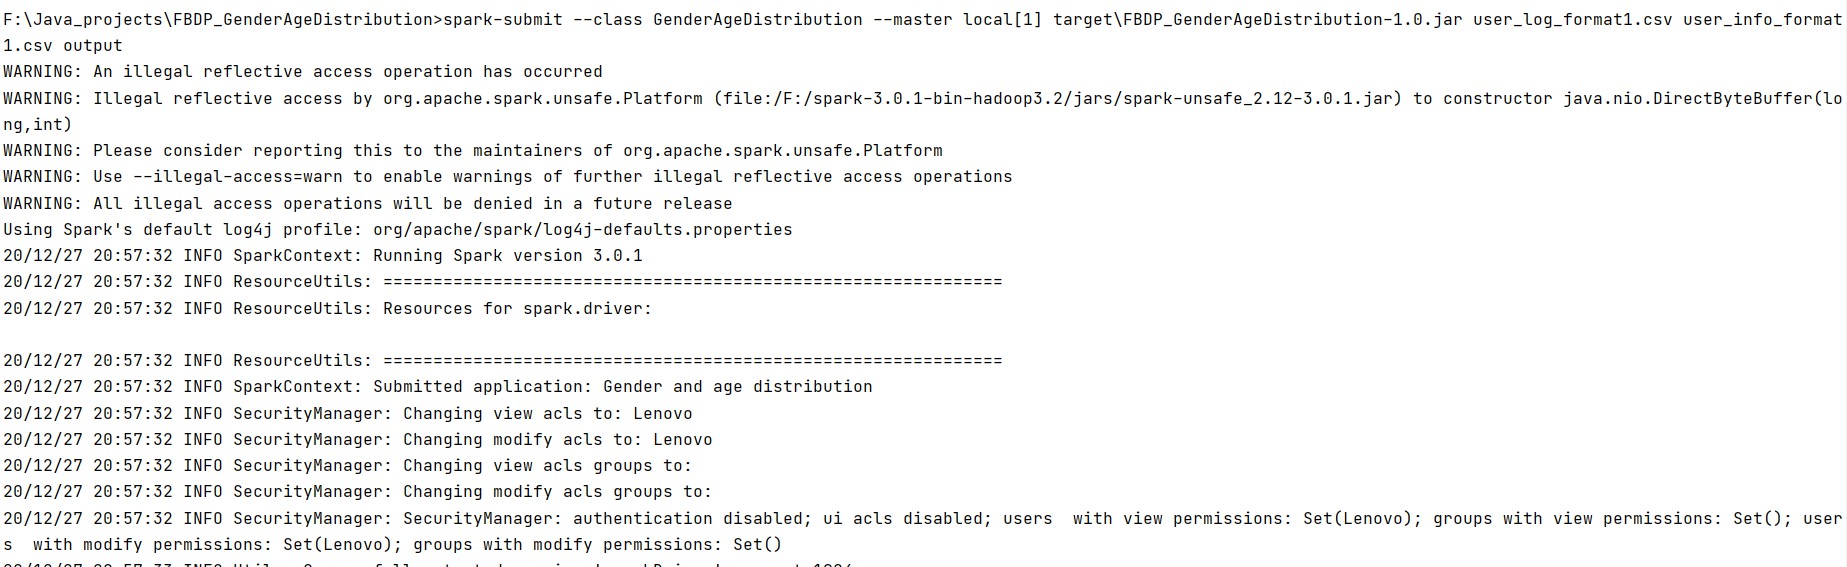 F:\Java_projects\FBDP_GenderAgeDistribution>spark-submit --class GenderAgeDistribution --master local[1] target\FBDP_GenderAgeDistribution-1.0.jar user_log_format1.csv user_info_format
1.csv output
WARNING: An illegal reflective access operation has occurred
WARNING: Illegal reflective access by org.apache.spark.unsafe.Platform (file:/F:/spark-3.0.1-bin-hadoop3.2/jars/spark-unsafe_2.12-3.0.1.jar) to constructor java.nio.DirectByteBuffer(lo
ng,int)
WARNING: Please consider reporting this to the maintainers of org.apache.spark.unsafe.Platform
WARNING: Use --illegal-access=warn to enable warnings of further illegal reflective access operations
WARNING: All illegal access operations will be denied in a future release
Using Spark's default log4j profile: org/apache/spark/log4j-defaults.properties
20/12/27 20:57:32 INFO SparkContext: Running Spark version 3.0.1
20/12/27 20:57:32 INFO ResourceUtils: ==============================================================
20/12/27 20:57:32 INFO ResourceUtils: Resources for spark.driver:

20/12/27 20:57:32 INFO ResourceUtils: ==============================================================
20/12/27 20:57:32 INFO SparkContext: Submitted application: Gender and age distribution
20/12/27 20:57:32 INFO SecurityManager: Changing view acls to: Lenovo
20/12/27 20:57:32 INFO SecurityManager: Changing modify acls to: Lenovo
20/12/27 20:57:32 INFO SecurityManager: Changing view acls groups to:
20/12/27 20:57:32 INFO SecurityManager: Changing modify acls groups to:
20/12/27 20:57:32 INFO SecurityManager: SecurityManager: authentication disabled; ui acls disabled; users  with view permissions: Set(Lenovo); groups with view permissions: Set(); user
s  with modify permissions: Set(Lenovo); groups with modify permissions: Set()